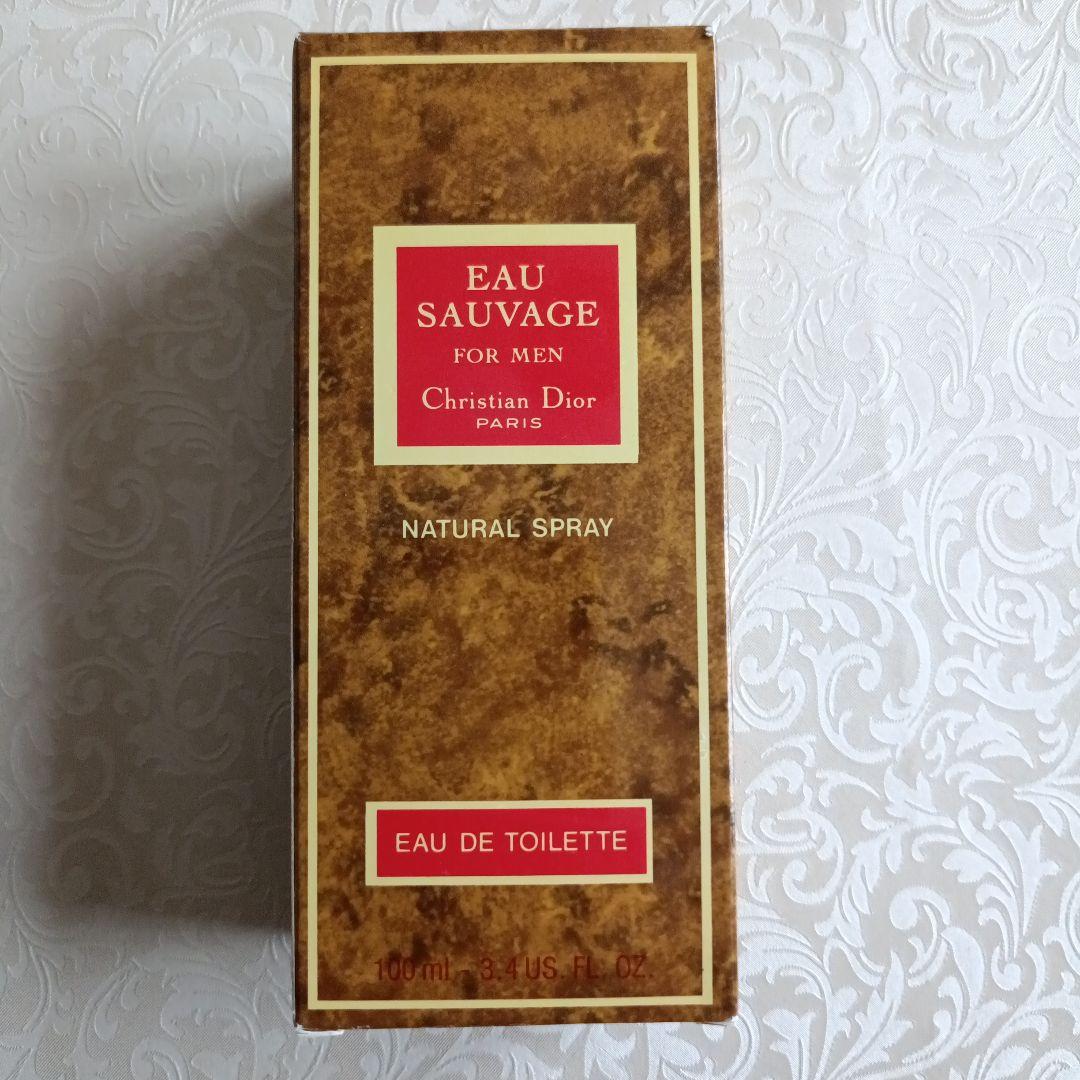 EAU
SAUVAGE
FOR MEN
Christian Dior
PARIS
NATURAL SPRAY
EAU DE TOILETTE
100 ml - 3.4 US. FL. OZ.